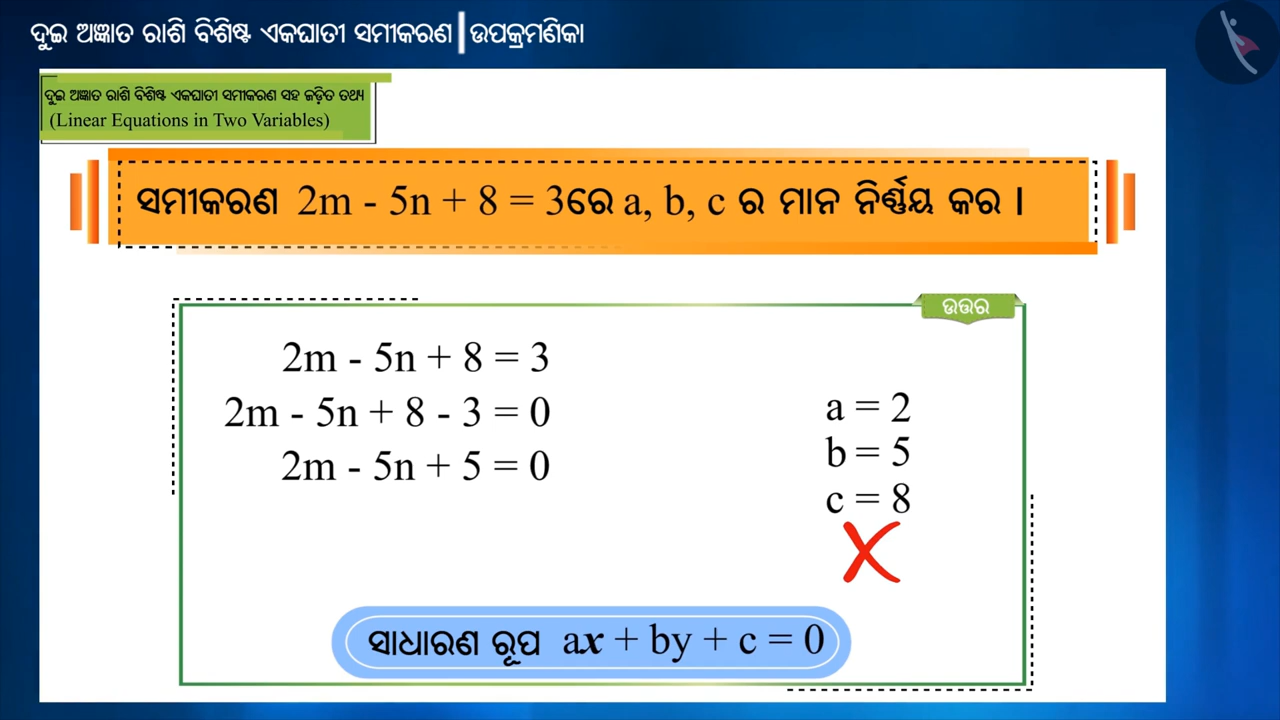 ଦୁଇ ଅଜ୍ଞାତ ରାଶି ବିଶିଷ୍ଟ ଏକଘାତୀ ସମୀକରଣ | ଉପକ୍ରମଣିକା
ଦୁଇ ଅଜ୍ଞାତ ରାଶି ବିଶିଷ୍ଟ ଏକଘାତୀ ସମୀକରଣ ସହ ଜଡ଼ିତ ତଥ୍ୟ
(Linear Equations in Two Variables)
ସମୀକରଣ 2m - 5n + 8 = 3ରେ a, b, c ର ମାନ ନିର୍ଣ୍ଣୟ କର ।
ଉତ୍ତର
2m - 5n + 8 = 3
2m - 5n + 8 - 3 = 0
2m - 5n + 5 = 0
a = 2
b = 5
c = 8
ସାଧାରଣ ରୂପ ax + by + c = 0